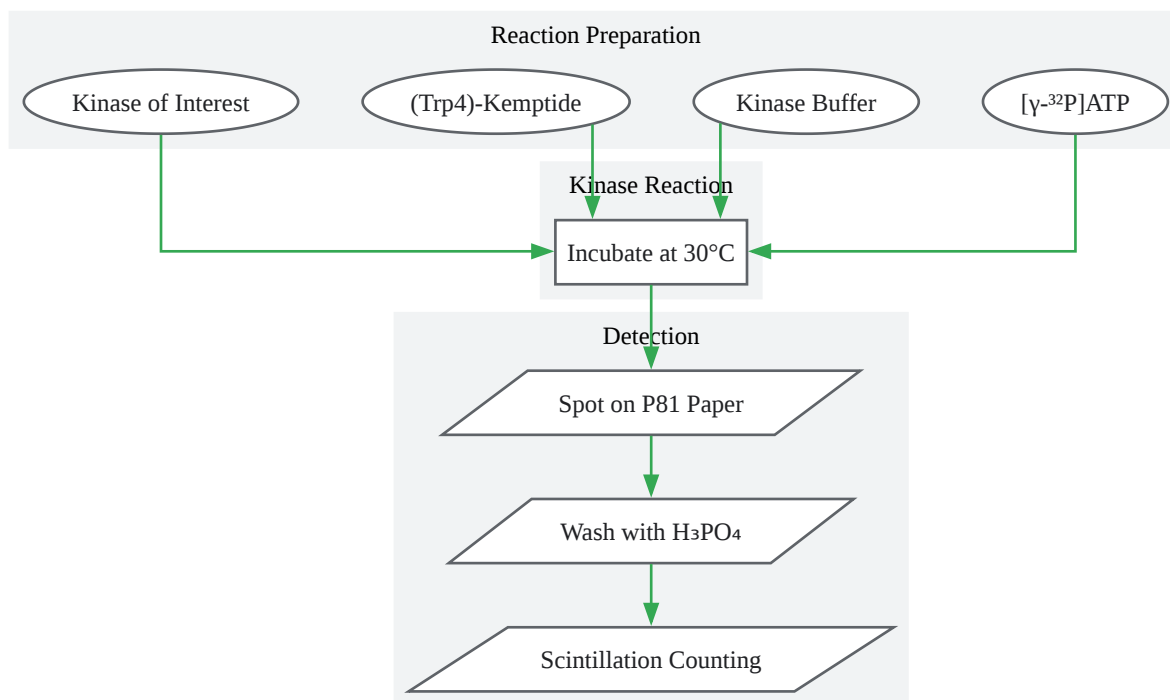 Reaction Preparation
Kinase of Interest
(Trp4)-Kemptide
Kinase Buffer
[γ-³²P]ATP
Kinase Reaction
Incubate at 30°C
Detection
Spot on P81 Paper
Wash with H₃PO₄
Scintillation Counting